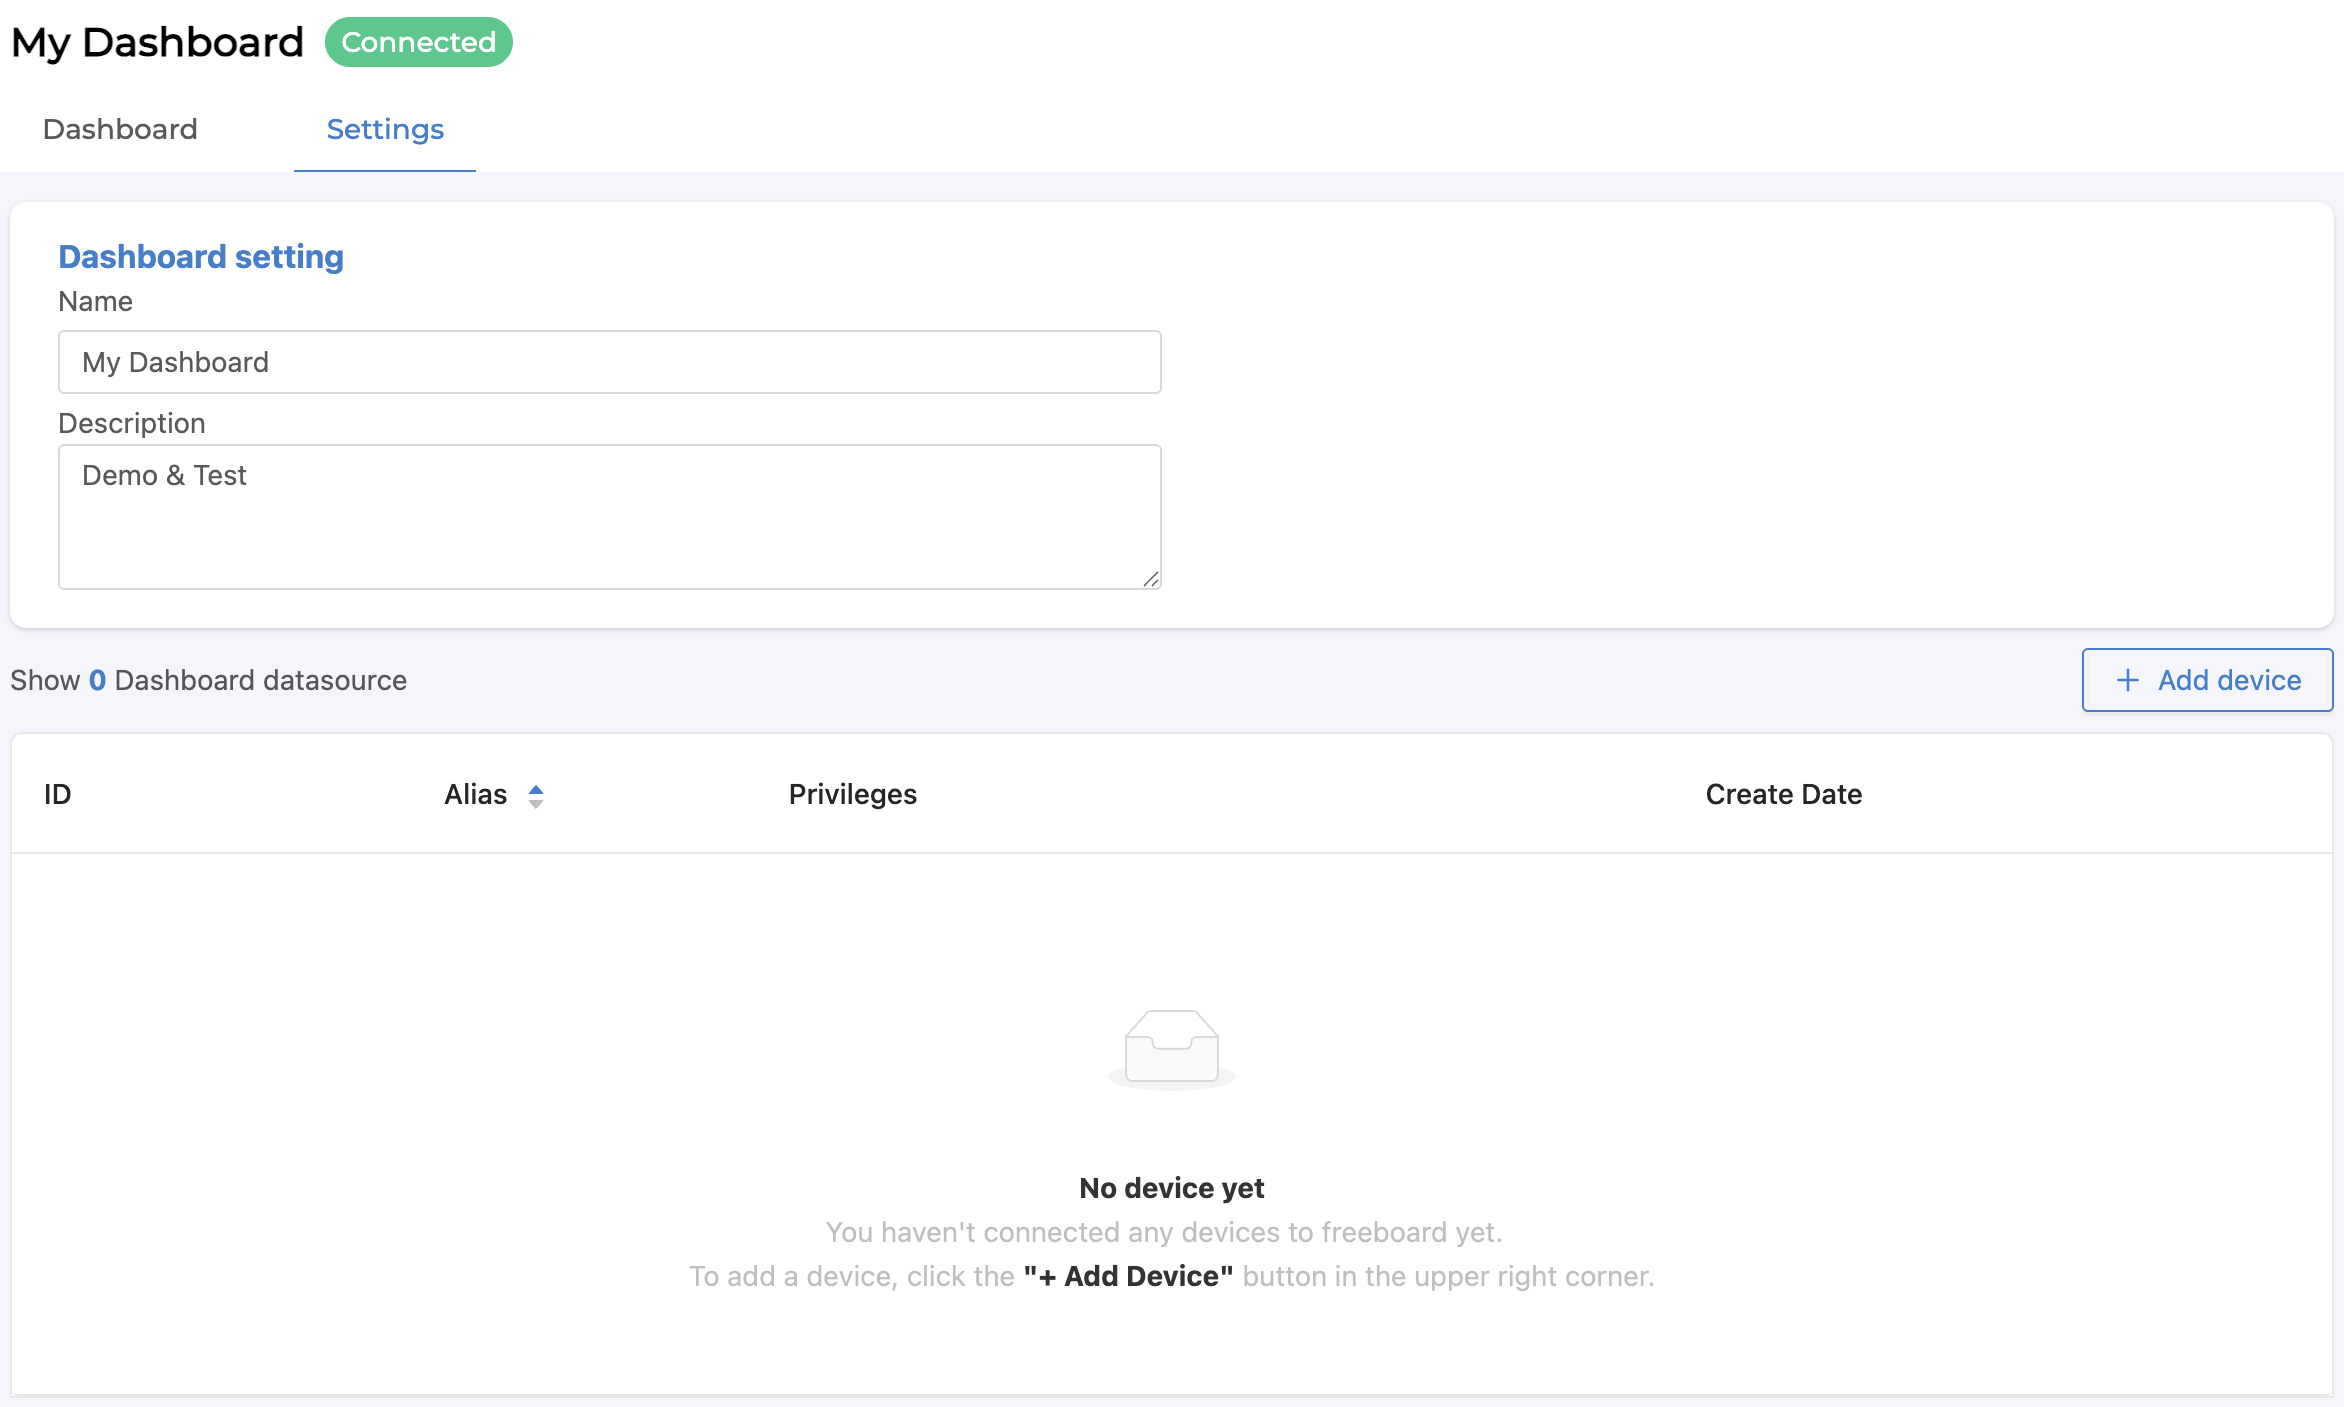 My Dashboard Connected
Dashboard Settings
Dashboard setting
Name
My Dashboard
Description
Demo & Test
Show 0 Dashboard datasource
+ Add device
ID Alias Privileges Create Date
No device yet
You haven't connected any devices to freeboard yet.
To add a device, click the "+ Add Device" button in the upper right corner.